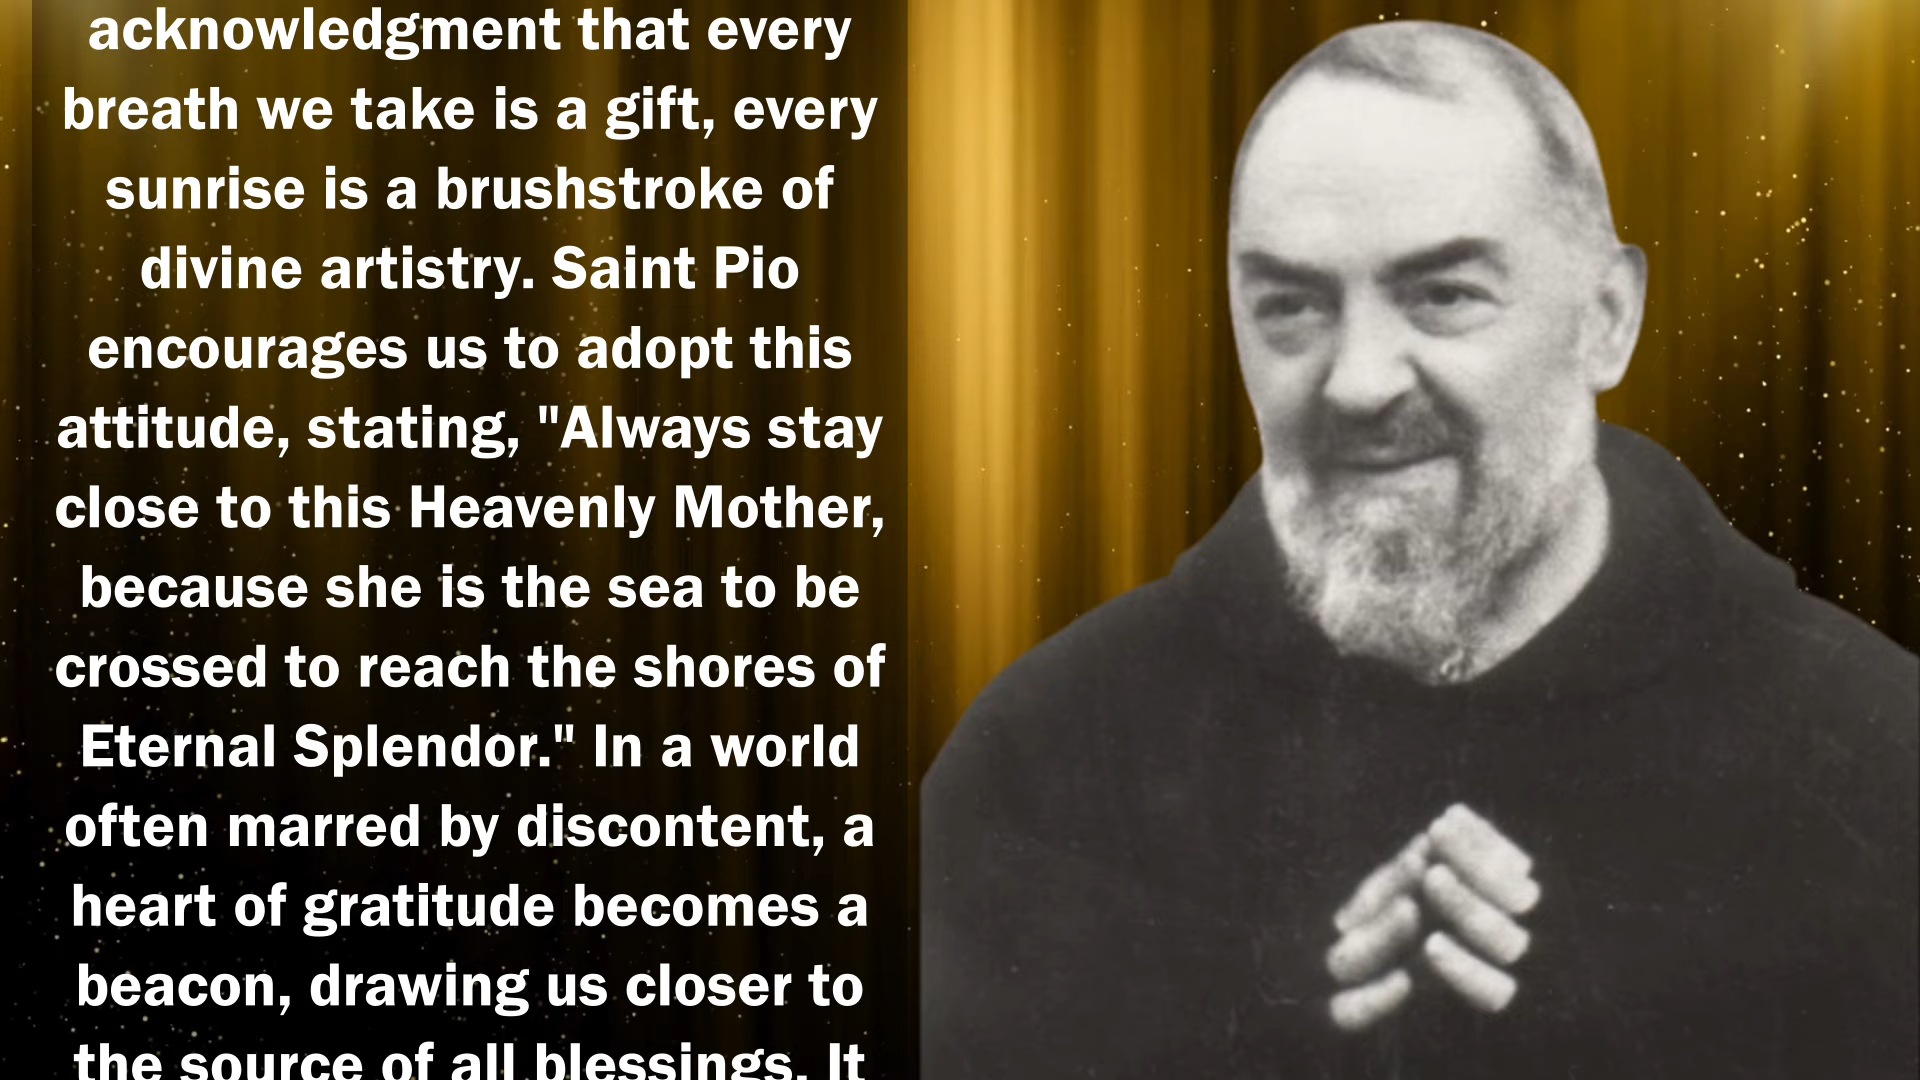 acknowledgment that every
breath we take is a gift, every
sunrise is a brushstroke of
divine artistry. Saint Pio
encourages us to adopt this
attitude, stating, "Always stay
close to this Heavenly Mother,
because she is the sea to be
crossed to reach the shores of
Eternal Splendor." In a world
often marred by discontent, a
heart of gratitude becomes a
beacon, drawing us closer to
the source of all blessings. It